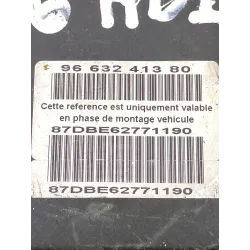 96 632 413 80
Cette reference est uniquement valable
en phase de montage vehicule
87DBE62771190
87DBE62771190